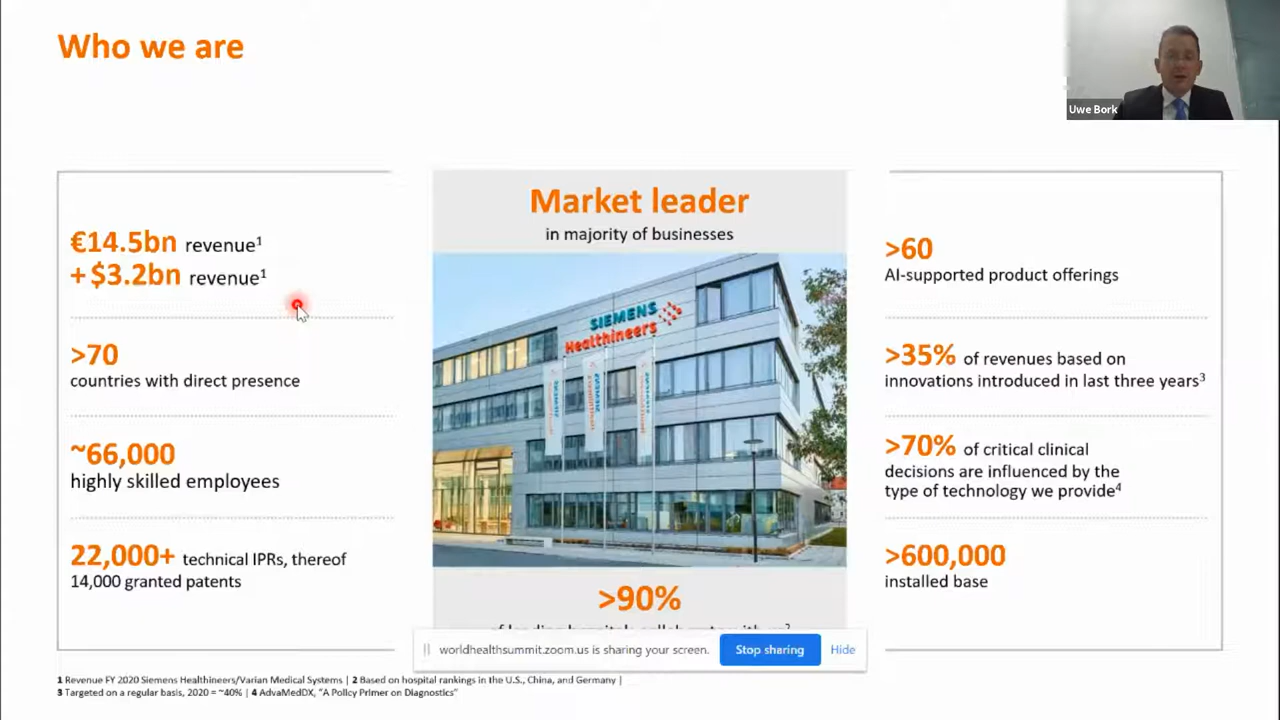 Who we are
Uwe Bork
€14.5bn revenue¹
+ $3.2bn revenue¹
>70
countries with direct presence
~66,000
highly skilled employees
22,000+ technical IPRs, thereof
14,000 granted patents
Market leader
in majority of businesses
SIEMENS
Healthineers
>90%
>60
AI-supported product offerings
>35% of revenues based on
innovations introduced in last three years³
>70% of critical clinical
decisions are influenced by the
type of technology we provide⁴
>600,000
installed base
worldhealthsummit.zoom.us is sharing your screen.
Stop sharing
Hide
1 Revenue FY 2020 Siemens Healthineers/Varian Medical Systems | 2 Based on hospital rankings in the U.S., China, and Germany |
3 Targeted on a regular basis, 2020 = ~40% | 4 AdvaMedDX, “A Policy Primer on Diagnostics”